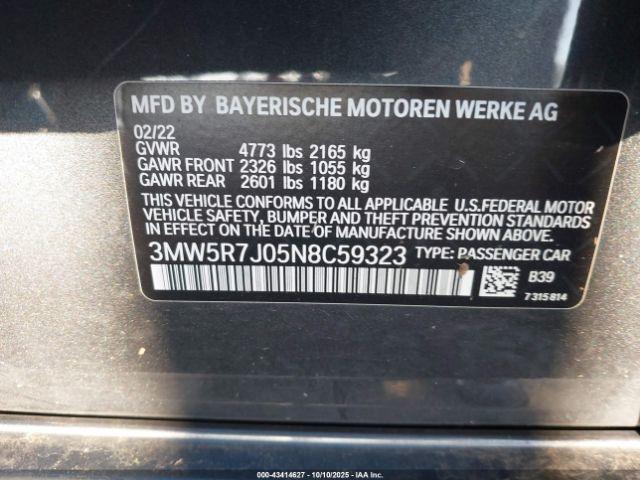 MFD BY BAYERISCHE MOTOREN WERKE AG
02/22
GVWR 4773 lbs 2165 kg
GAWR FRONT 2326 lbs 1055 kg
GAWR REAR 2601 lbs 1180 kg
THIS VEHICLE CONFORMS TO ALL APPLICABLE U.S.FEDERAL MOTOR
VEHICLE SAFETY, BUMPER AND THEFT PREVENTION STANDARDS
IN EFFECT ON THE DATE OF MANUFACTURE SHOWN ABOVE.
3MW5R7J05N8C59323 TYPE: PASSENGER CAR
B39
7315814
000-43414627 - 10/10/2025 - IAA Inc.